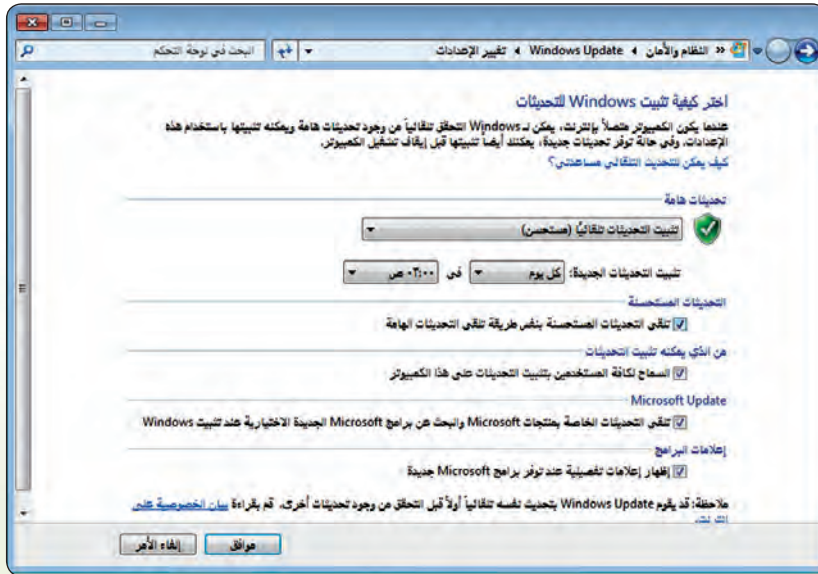 « النظام والأمان ◂ Windows Update ◂ تغيير الإعدادات
البحث في لوحة التحكم
اختر كيفية تثبيت Windows للتحديثات
عندما يكون الكمبيوتر متصلاً بإنترنت، يمكن لـ Windows التحقق تلقائياً من وجود تحديثات هامة ويمكنه تثبيتها باستخدام هذه
الإعدادات. وفي حالة توفر تحديثات جديدة، يمكنك أيضاً تثبيتها قبل إيقاف تشغيل الكمبيوتر.
كيف يمكن للتحديث التلقائي مساعدتي؟
تحديثات هامة
تثبيت التحديثات تلقائيًا (مستحسن)
تثبيت التحديثات الجديدة: كل يوم في ٠٣:٠٠ ص
التحديثات المستحسنة
تلقي التحديثات المستحسنة بنفس طريقة تلقي التحديثات الهامة
من الذي يمكنه تثبيت التحديثات
السماح لكافة المستخدمين بتثبيت التحديثات على هذا الكمبيوتر
Microsoft Update
تلقي التحديثات الخاصة بمنتجات Microsoft والبحث عن برامج Microsoft الجديدة الاختيارية عند تثبيت Windows
إعلامات البرامج
إظهار إعلامات تفصيلية عند توفر برامج Microsoft جديدة
ملاحظة: قد يقوم Windows Update بتحديث نفسه تلقائياً أولاً قبل التحقق من وجود تحديثات أخرى. قم بقراءة بيان الخصوصية على
موافق
إلغاء الأمر